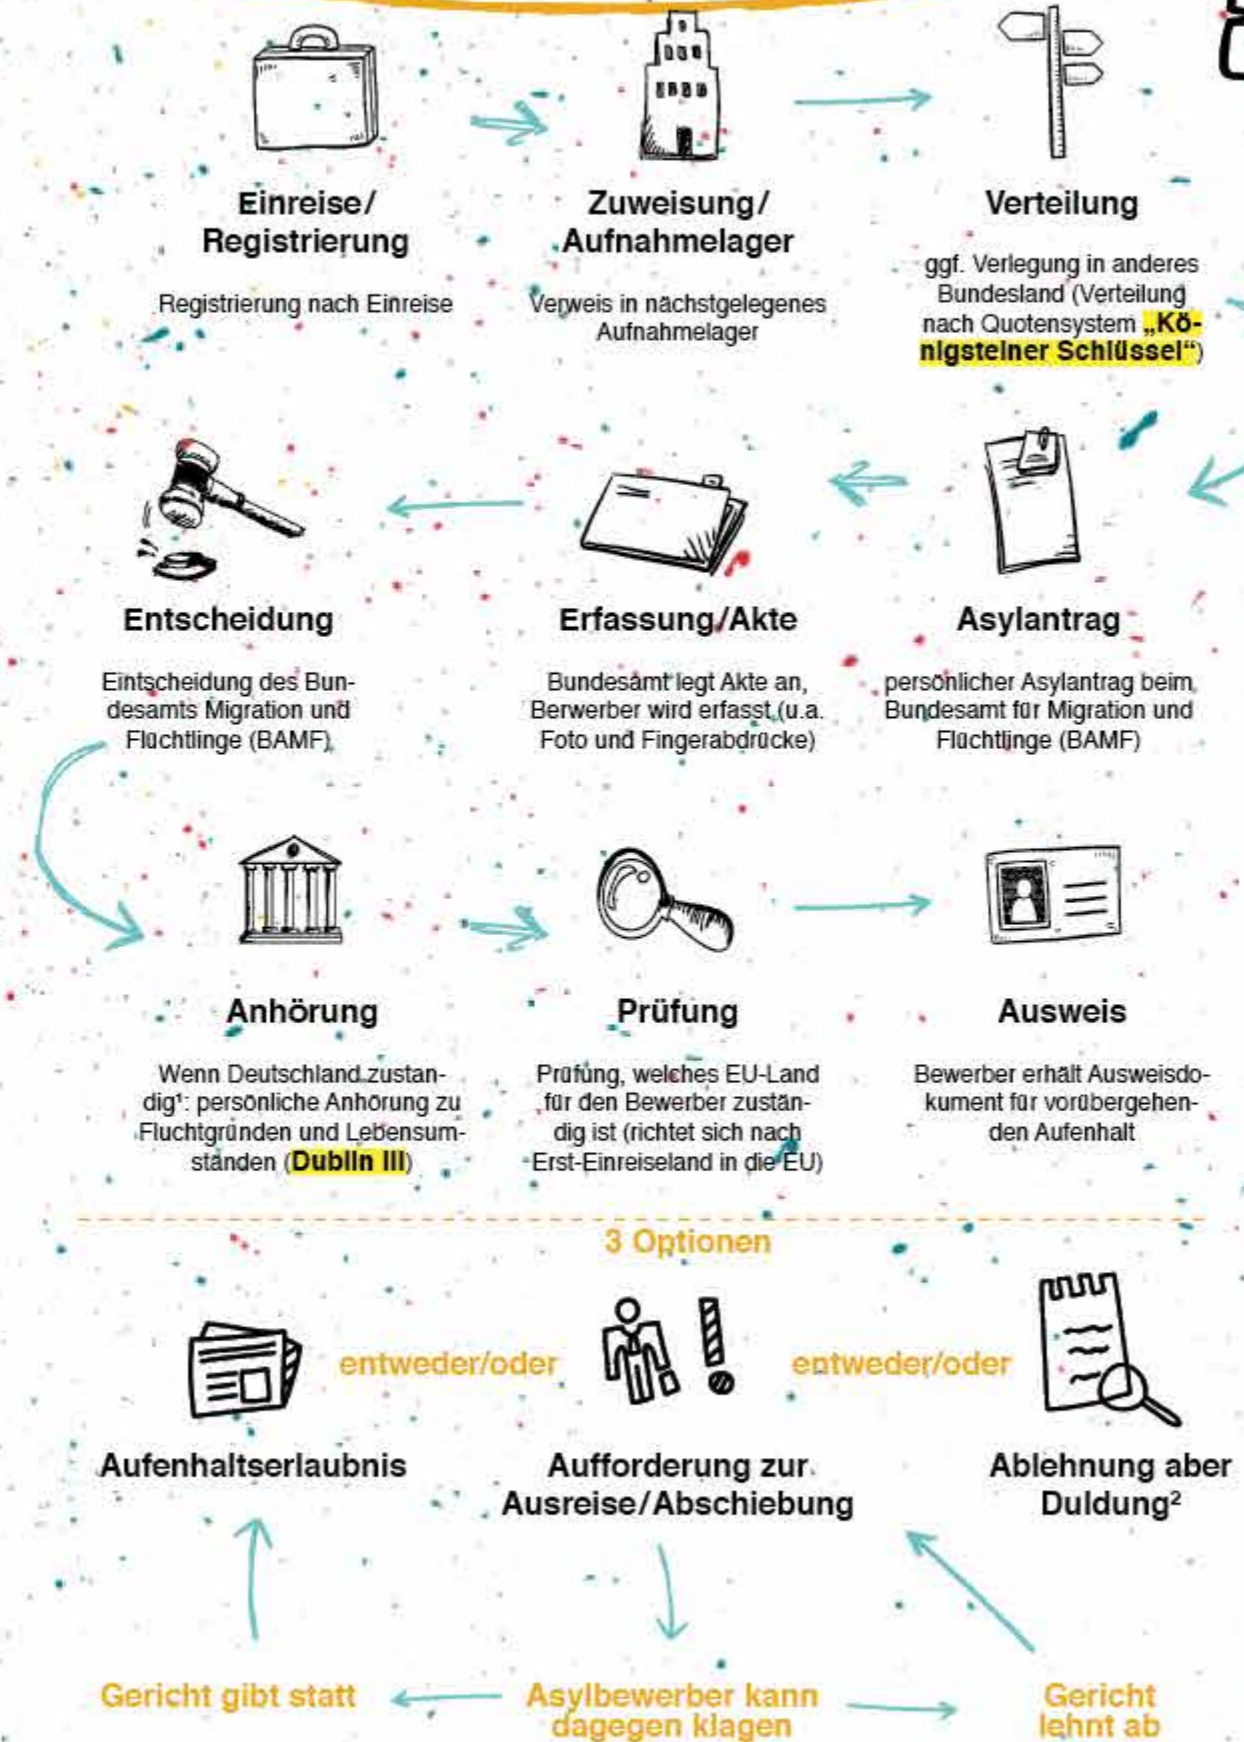 Einreise/
Registrierung
Registrierung nach Einreise
Zuweisung/
Aufnahmelager
Verweis in nächstgelegenes
Aufnahmelager
Verteilung
ggf. Verlegung in anderes
Bundesland (Verteilung
nach Quotensystem „Kö-
nigsteiner Schlüssel“)
Entscheidung
Eintscheidung des Bun-
desamts Migration und
Flüchtlinge (BAMF)
Erfassung/Akte
Bundesamt legt Akte an,
Berwerber wird erfasst (u.a.
Foto und Fingerabdrücke)
Asylantrag
persönlicher Asylantrag beim
Bundesamt für Migration und
Flüchtlinge (BAMF)
Anhörung
Wenn Deutschland zustän-
dig¹: persönliche Anhörung zu
Fluchtgründen und Lebensum-
ständen (Dublin III)
Prüfung
Prüfung, welches EU-Land
für den Bewerber zustän-
dig ist (richtet sich nach
Erst-Einreiseland in die EU)
Ausweis
Bewerber erhält Ausweisdo-
kument für vorübergehen-
den Aufenhalt
3 Optionen
entweder/oder
entweder/oder
Aufenhaltserlaubnis
Aufforderung zur
Ausreise/Abschiebung
Ablehnung aber
Duldung²
Gericht gibt statt
Asylbewerber kann
dagegen klagen
Gericht
lehnt ab